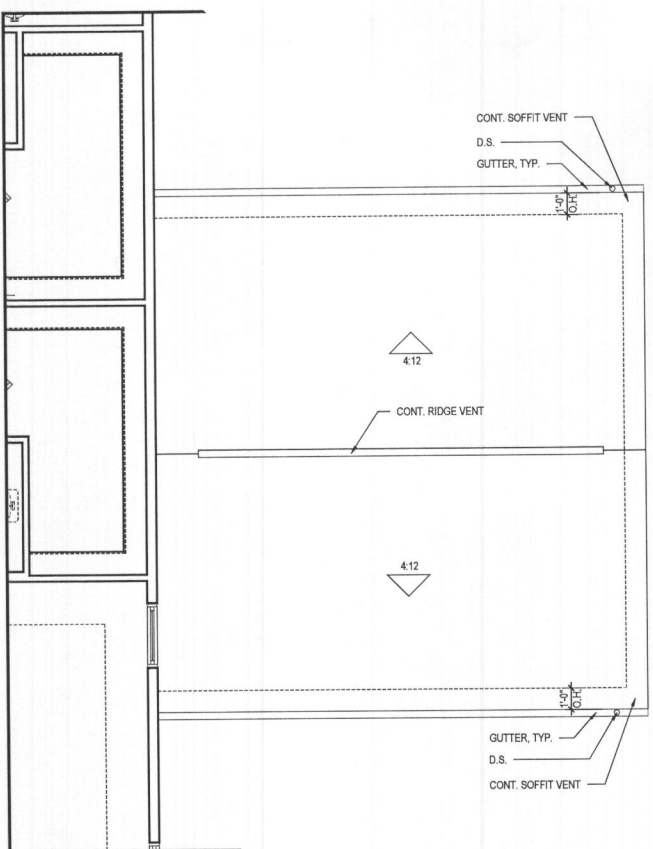 CONT. SOFFIT VENT
D.S.
GUTTER, TYP.
1'-0"
O.H.
4:12
CONT. RIDGE VENT
4:12
1'-0"
O.H.
GUTTER, TYP.
D.S.
CONT. SOFFIT VENT